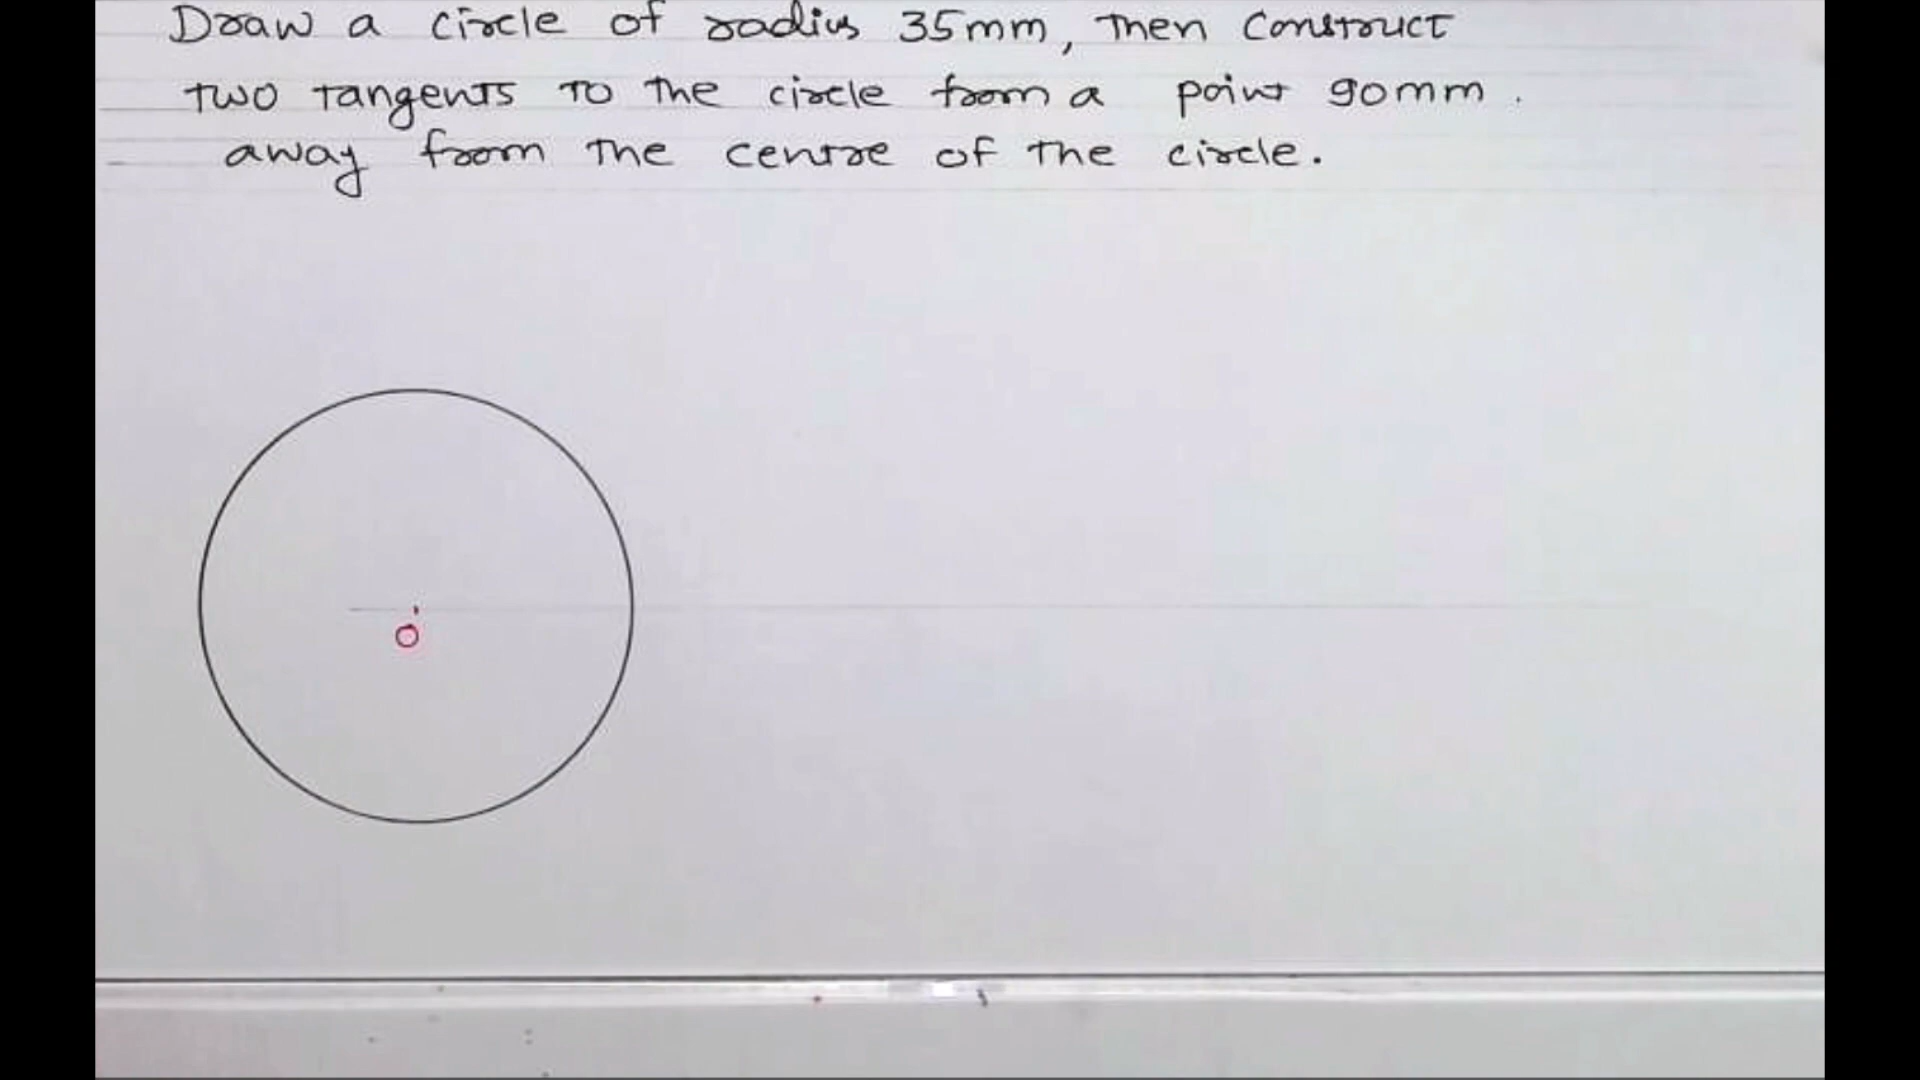 Draw a circle of radius 35mm, Then Construct
two tangents to the circle from a point 90mm.
away from the centre of the circle.
O